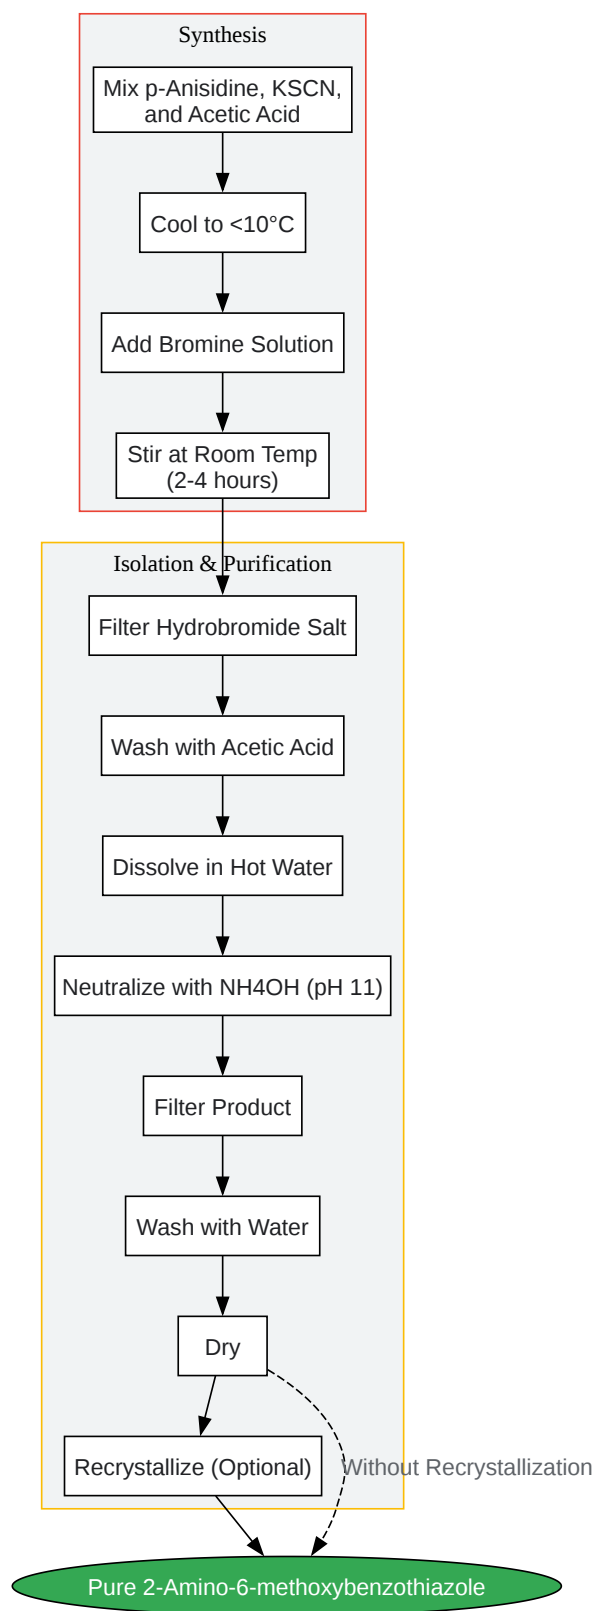 Synthesis
Mix p-Anisidine, KSCN,
and Acetic Acid
Cool to <10°C
Add Bromine Solution
Stir at Room Temp
(2-4 hours)
Isolation & Purification
Filter Hydrobromide Salt
Wash with Acetic Acid
Dissolve in Hot Water
Neutralize with NH4OH (pH 11)
Filter Product
Wash with Water
Dry
Recrystallize (Optional)
Without Recrystallization
Pure 2-Amino-6-methoxybenzothiazole